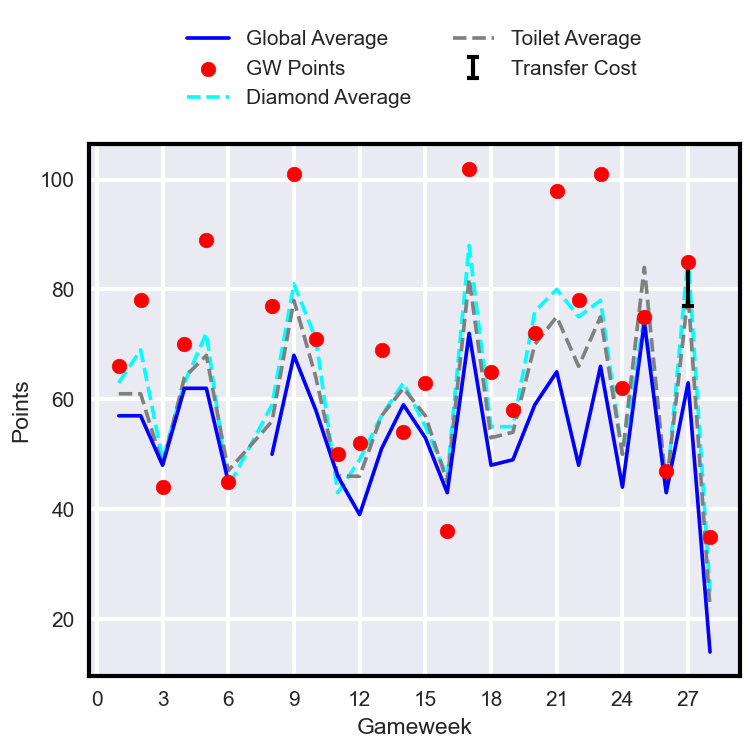 Global Average
GW Points
Diamond Average
Toilet Average
Transfer Cost
Points
100
80
60
40
20
0 3 6 9 12 15 18 21 24 27
Gameweek